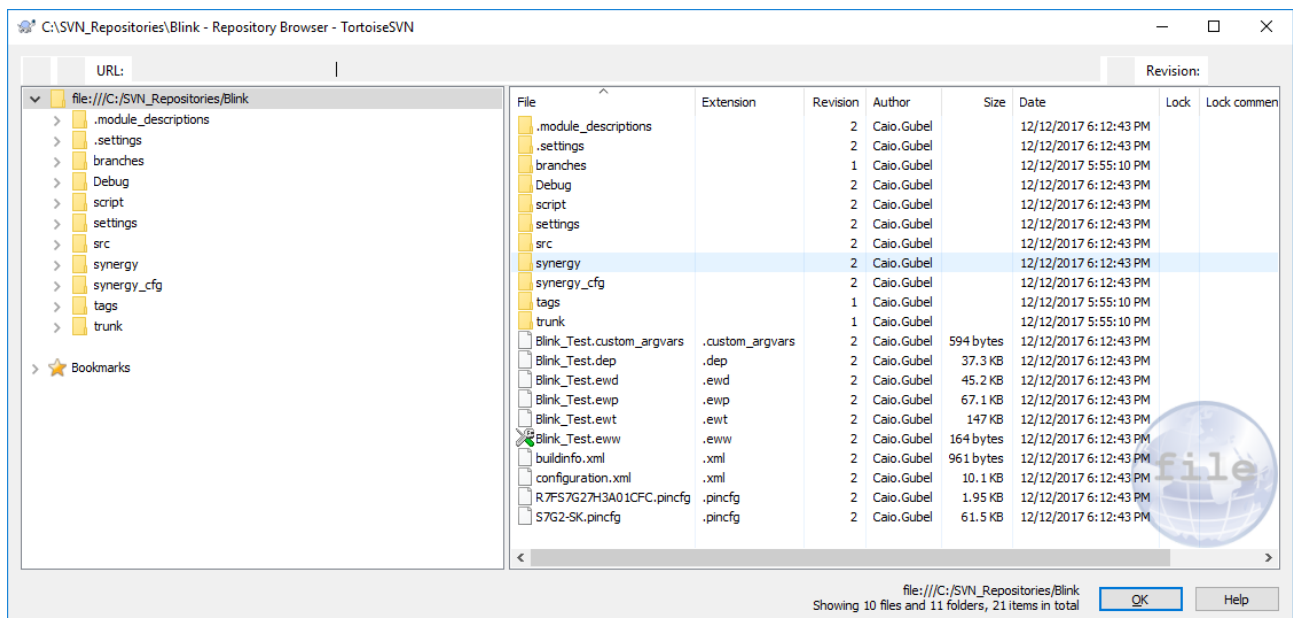 C:\SVN_Repositories\Blink - Repository Browser - TortoiseSVN
URL: Revision:
file:///C:/SVN_Repositories/Blink
.module_descriptions
.settings
branches
Debug
script
settings
src
synergy
synergy_cfg
tags
trunk
Bookmarks
File Extension Revision Author Size Date Lock Lock commen
.module_descriptions 2 Caio.Gubel 12/12/2017 6:12:43 PM
.settings 2 Caio.Gubel 12/12/2017 6:12:43 PM
branches 1 Caio.Gubel 12/12/2017 5:55:10 PM
Debug 2 Caio.Gubel 12/12/2017 6:12:43 PM
script 2 Caio.Gubel 12/12/2017 6:12:43 PM
settings 2 Caio.Gubel 12/12/2017 6:12:43 PM
src 2 Caio.Gubel 12/12/2017 6:12:43 PM
synergy 2 Caio.Gubel 12/12/2017 6:12:43 PM
synergy_cfg 2 Caio.Gubel 12/12/2017 6:12:43 PM
tags 1 Caio.Gubel 12/12/2017 5:55:10 PM
trunk 1 Caio.Gubel 12/12/2017 5:55:10 PM
Blink_Test.custom_argvars .custom_argvars 2 Caio.Gubel 594 bytes 12/12/2017 6:12:43 PM
Blink_Test.dep .dep 2 Caio.Gubel 37.3 KB 12/12/2017 6:12:43 PM
Blink_Test.ewd .ewd 2 Caio.Gubel 45.2 KB 12/12/2017 6:12:43 PM
Blink_Test.ewp .ewp 2 Caio.Gubel 67.1 KB 12/12/2017 6:12:43 PM
Blink_Test.ewt .ewt 2 Caio.Gubel 147 KB 12/12/2017 6:12:43 PM
Blink_Test.eww .eww 2 Caio.Gubel 164 bytes 12/12/2017 6:12:43 PM
buildinfo.xml .xml 2 Caio.Gubel 961 bytes 12/12/2017 6:12:43 PM
configuration.xml .xml 2 Caio.Gubel 10.1 KB 12/12/2017 6:12:43 PM
R7FS7G27H3A01CFC.pincfg .pincfg 2 Caio.Gubel 1.95 KB 12/12/2017 6:12:43 PM
S7G2-SK.pincfg .pincfg 2 Caio.Gubel 61.5 KB 12/12/2017 6:12:43 PM
file
file:///C:/SVN_Repositories/Blink
Showing 10 files and 11 folders, 21 items in total
OK Help